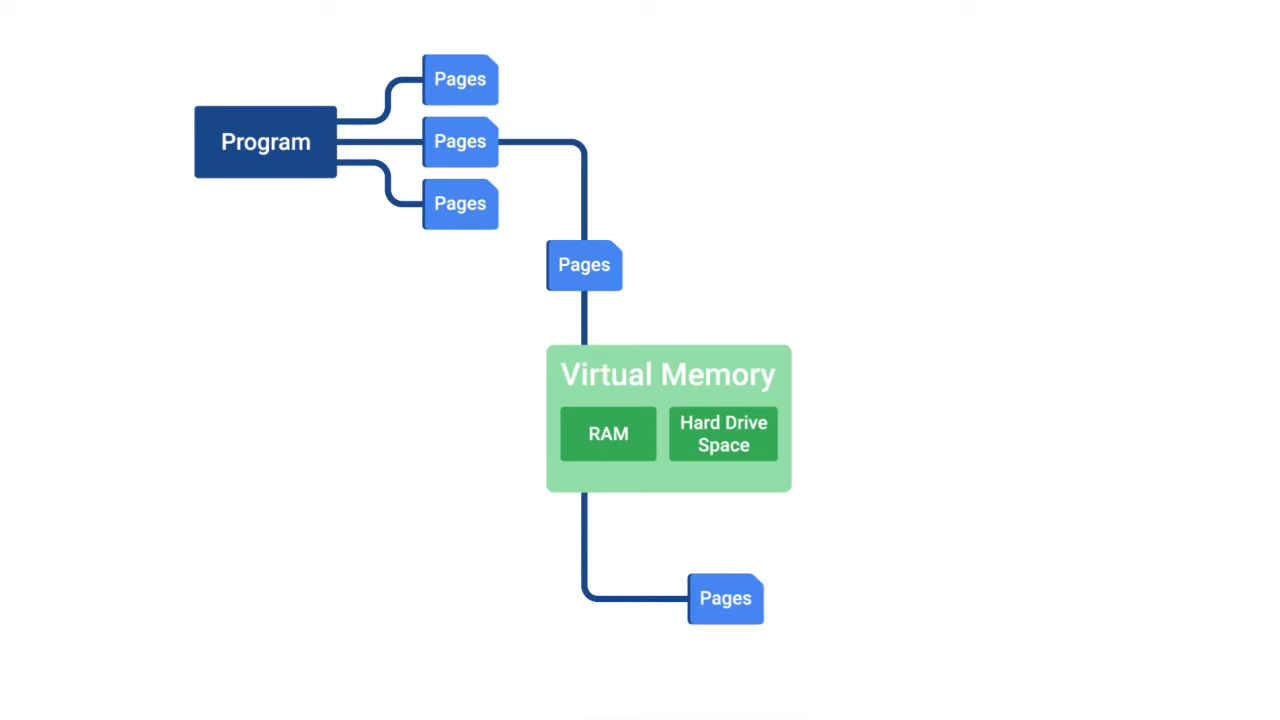 Pages
Program
Pages
Pages
Pages
Virtual Memory
RAM
Hard Drive
Space
Pages